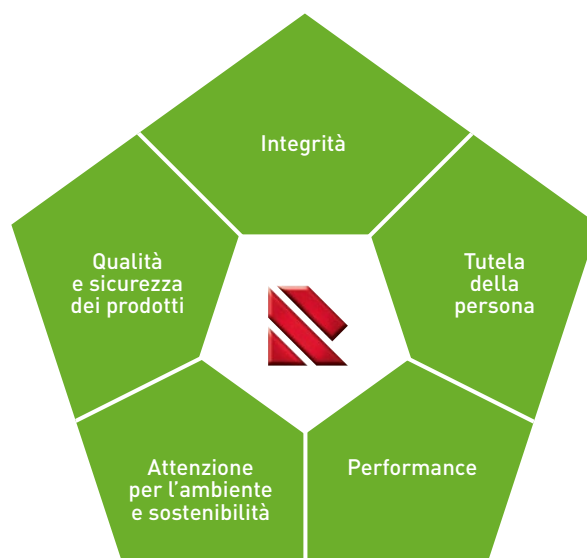 Integrità
Qualità
e sicurezza
dei prodotti
Tutela
della
persona
Attenzione
per l'ambiente
e sostenibilità
Performance